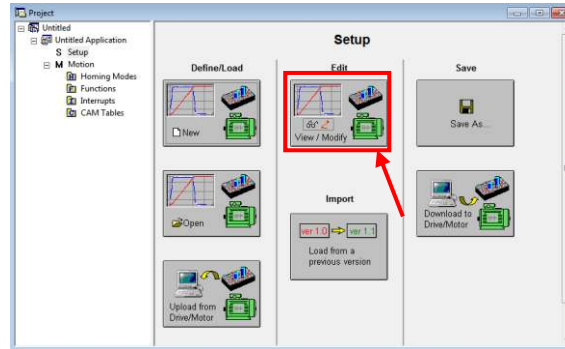 Project
Untitled
Untitled Application
S Setup
M Motion
Homing Modes
Functions
Interrupts
CAM Tables
Setup
Define/Load
Edit
Save
New
View / Modify
Save As...
Open
Import
ver 1.0
ver 1.1
Load from a
previous version
Download to
Drive/Motor
Upload from
Drive/Motor